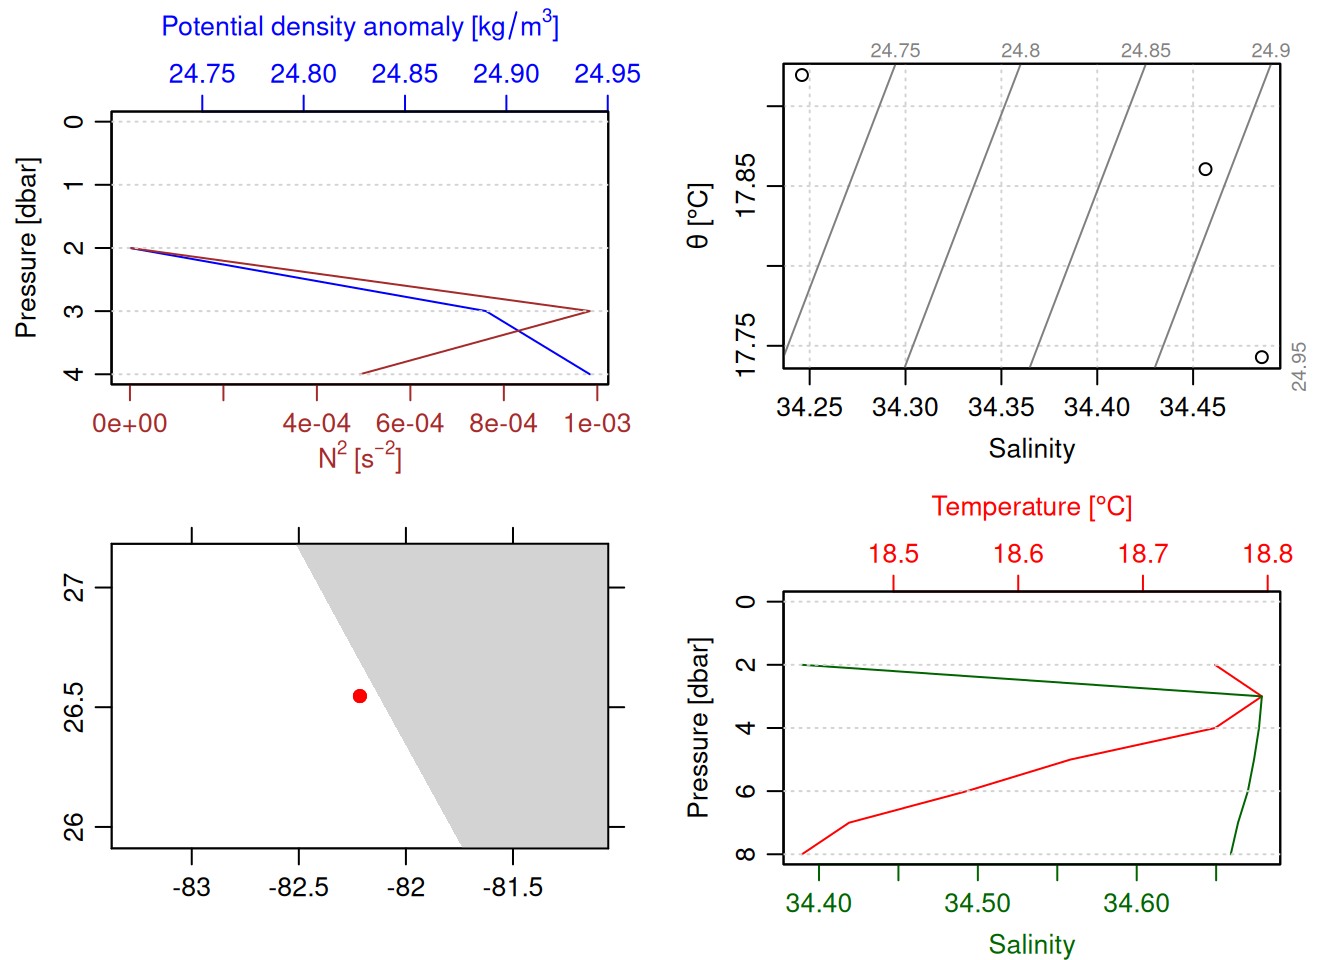 Potential density anomaly [kg/m3]
24.75 24.80 24.85 24.90 24.95
Pressure [dbar]
0
1
2
3
4
0e+00 4e-04 6e-04 8e-04 1e-03
N2 [s−2]
24.75 24.8 24.85 24.9
24.95
θ [°C]
17.85
17.75
34.25 34.30 34.35 34.40 34.45
Salinity
27
26.5
26
-83 -82.5 -82 -81.5
Temperature [°C]
18.5 18.6 18.7 18.8
Pressure [dbar]
0
2
4
6
8
34.40 34.50 34.60
Salinity